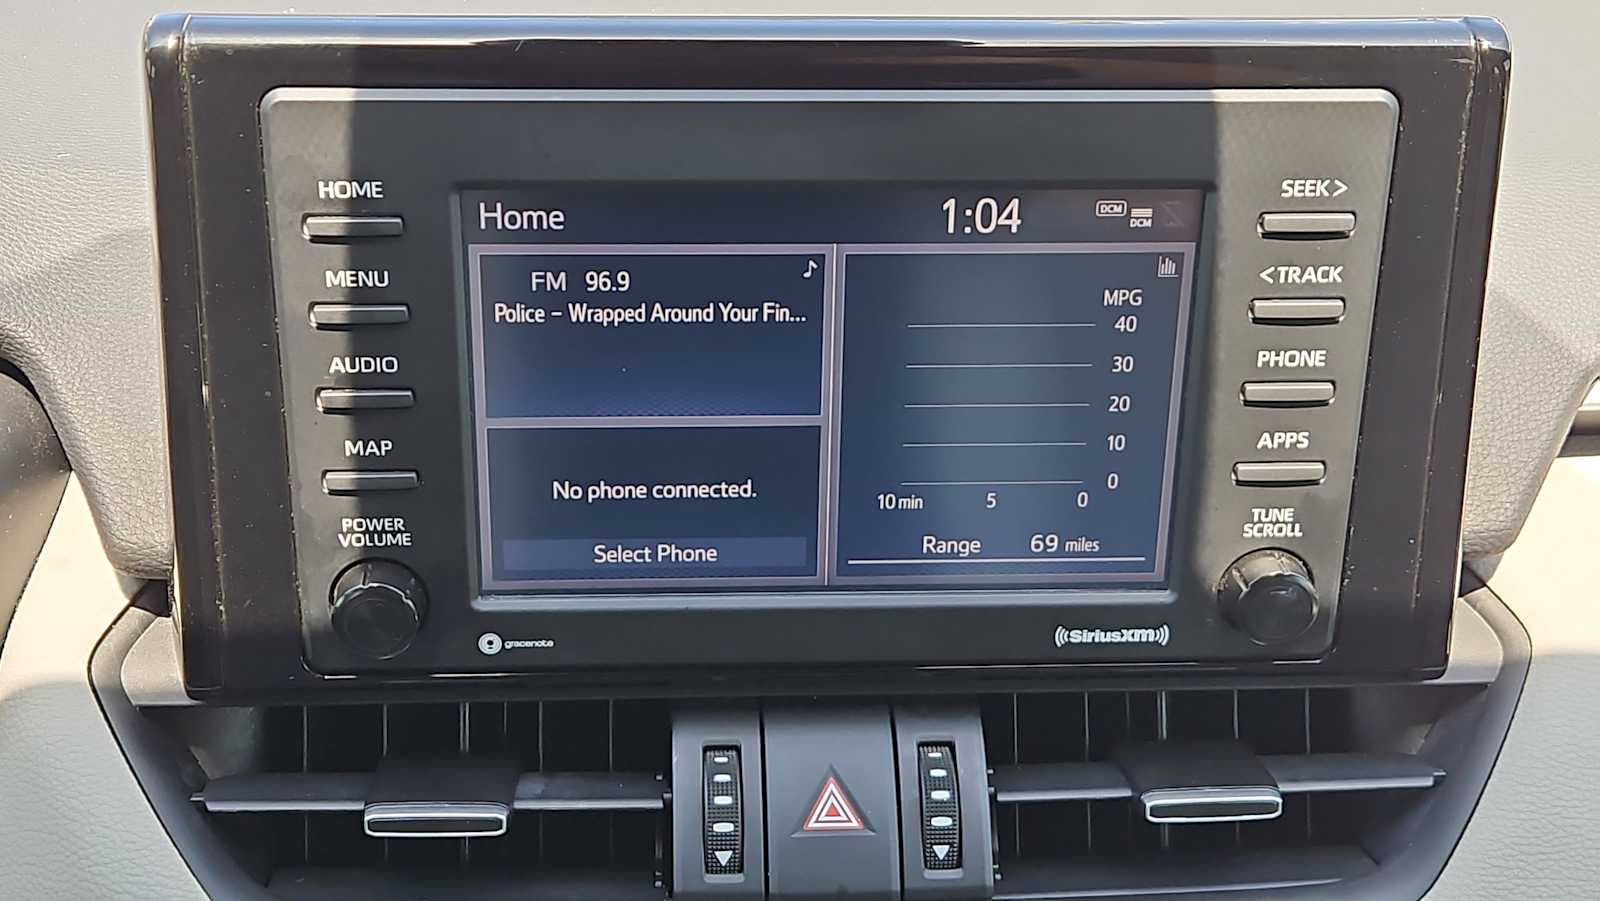 HOME
MENU
AUDIO
MAP
POWER
VOLUME
Home
1:04
DCM
DCM
FM 96.9
Police – Wrapped Around Your Fin...
No phone connected.
Select Phone
MPG
40
30
20
10
0
10 min 5 0
Range 69 miles
SEEK >
< TRACK
PHONE
APPS
TUNE
SCROLL
gracenote
((SiriusXM))